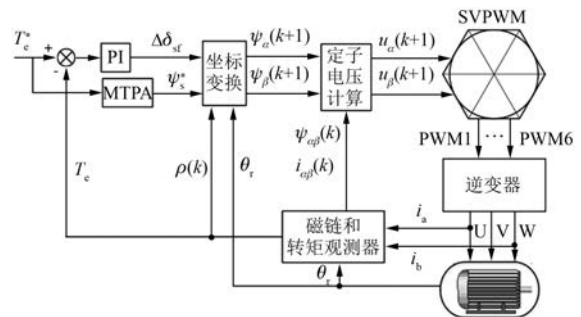 SVPWM
T*e
+
-
PI
Δδsf
坐标
变换
ψα(k+1)
ψβ(k+1)
定子
电压
计算
uα(k+1)
uβ(k+1)
MTPA
ψ*s
PWM1 ··· PWM6
ψαβ(k)
iαβ(k)
Te
ρ(k)
θr
逆变器
磁链和
转矩观测器
ia
ib
U V W
θr